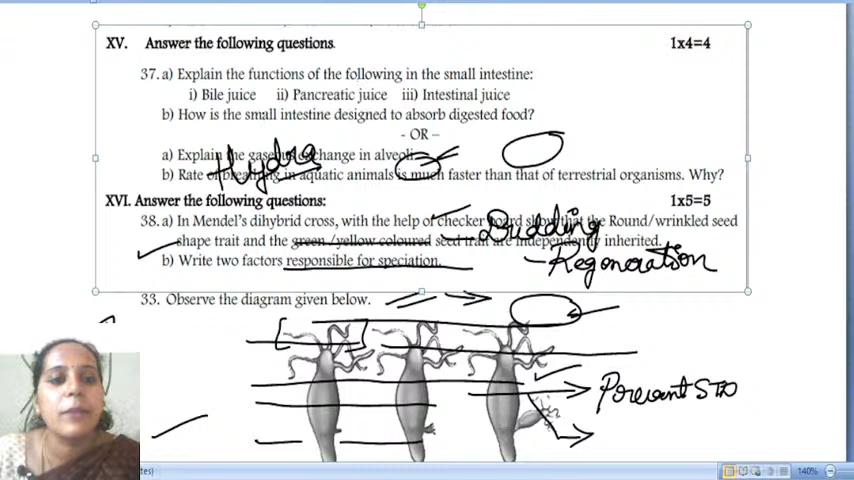 XV. Answer the following questions. 1x4=4
37. a) Explain the functions of the following in the small intestine:
i) Bile juice ii) Pancreatic juice iii) Intestinal juice
b) How is the small intestine designed to absorb digested food?
- OR –
a) Explain the gaseous exchange in alveoli.
Hydra
b) Rate of breathing in aquatic animals is much faster than that of terrestrial organisms. Why?
XVI. Answer the following questions: 1x5=5
38. a) In Mendel's dihybrid cross, with the help of checker board show that the Round/wrinkled seed
Budding
shape trait and the green /yellow coloured seed trait are independently inherited.
b) Write two factors responsible for speciation.
- Regeneration
33. Observe the diagram given below.
Prevent STD
tes)
140%